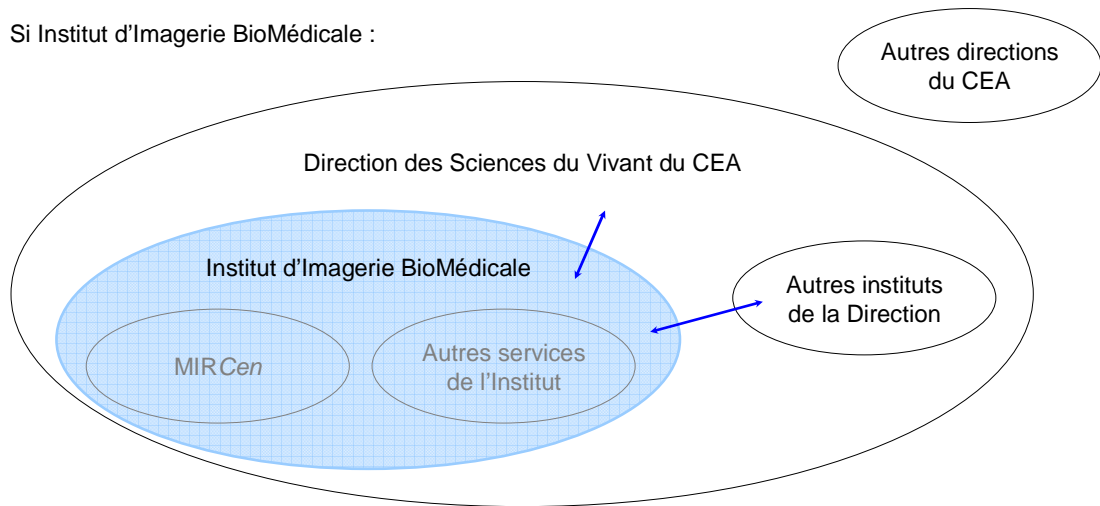 Si Institut d’Imagerie BioMédicale :
Autres directions
du CEA
Direction des Sciences du Vivant du CEA
Institut d’Imagerie BioMédicale
Autres instituts
de la Direction
MIRCen
Autres services
de l’Institut